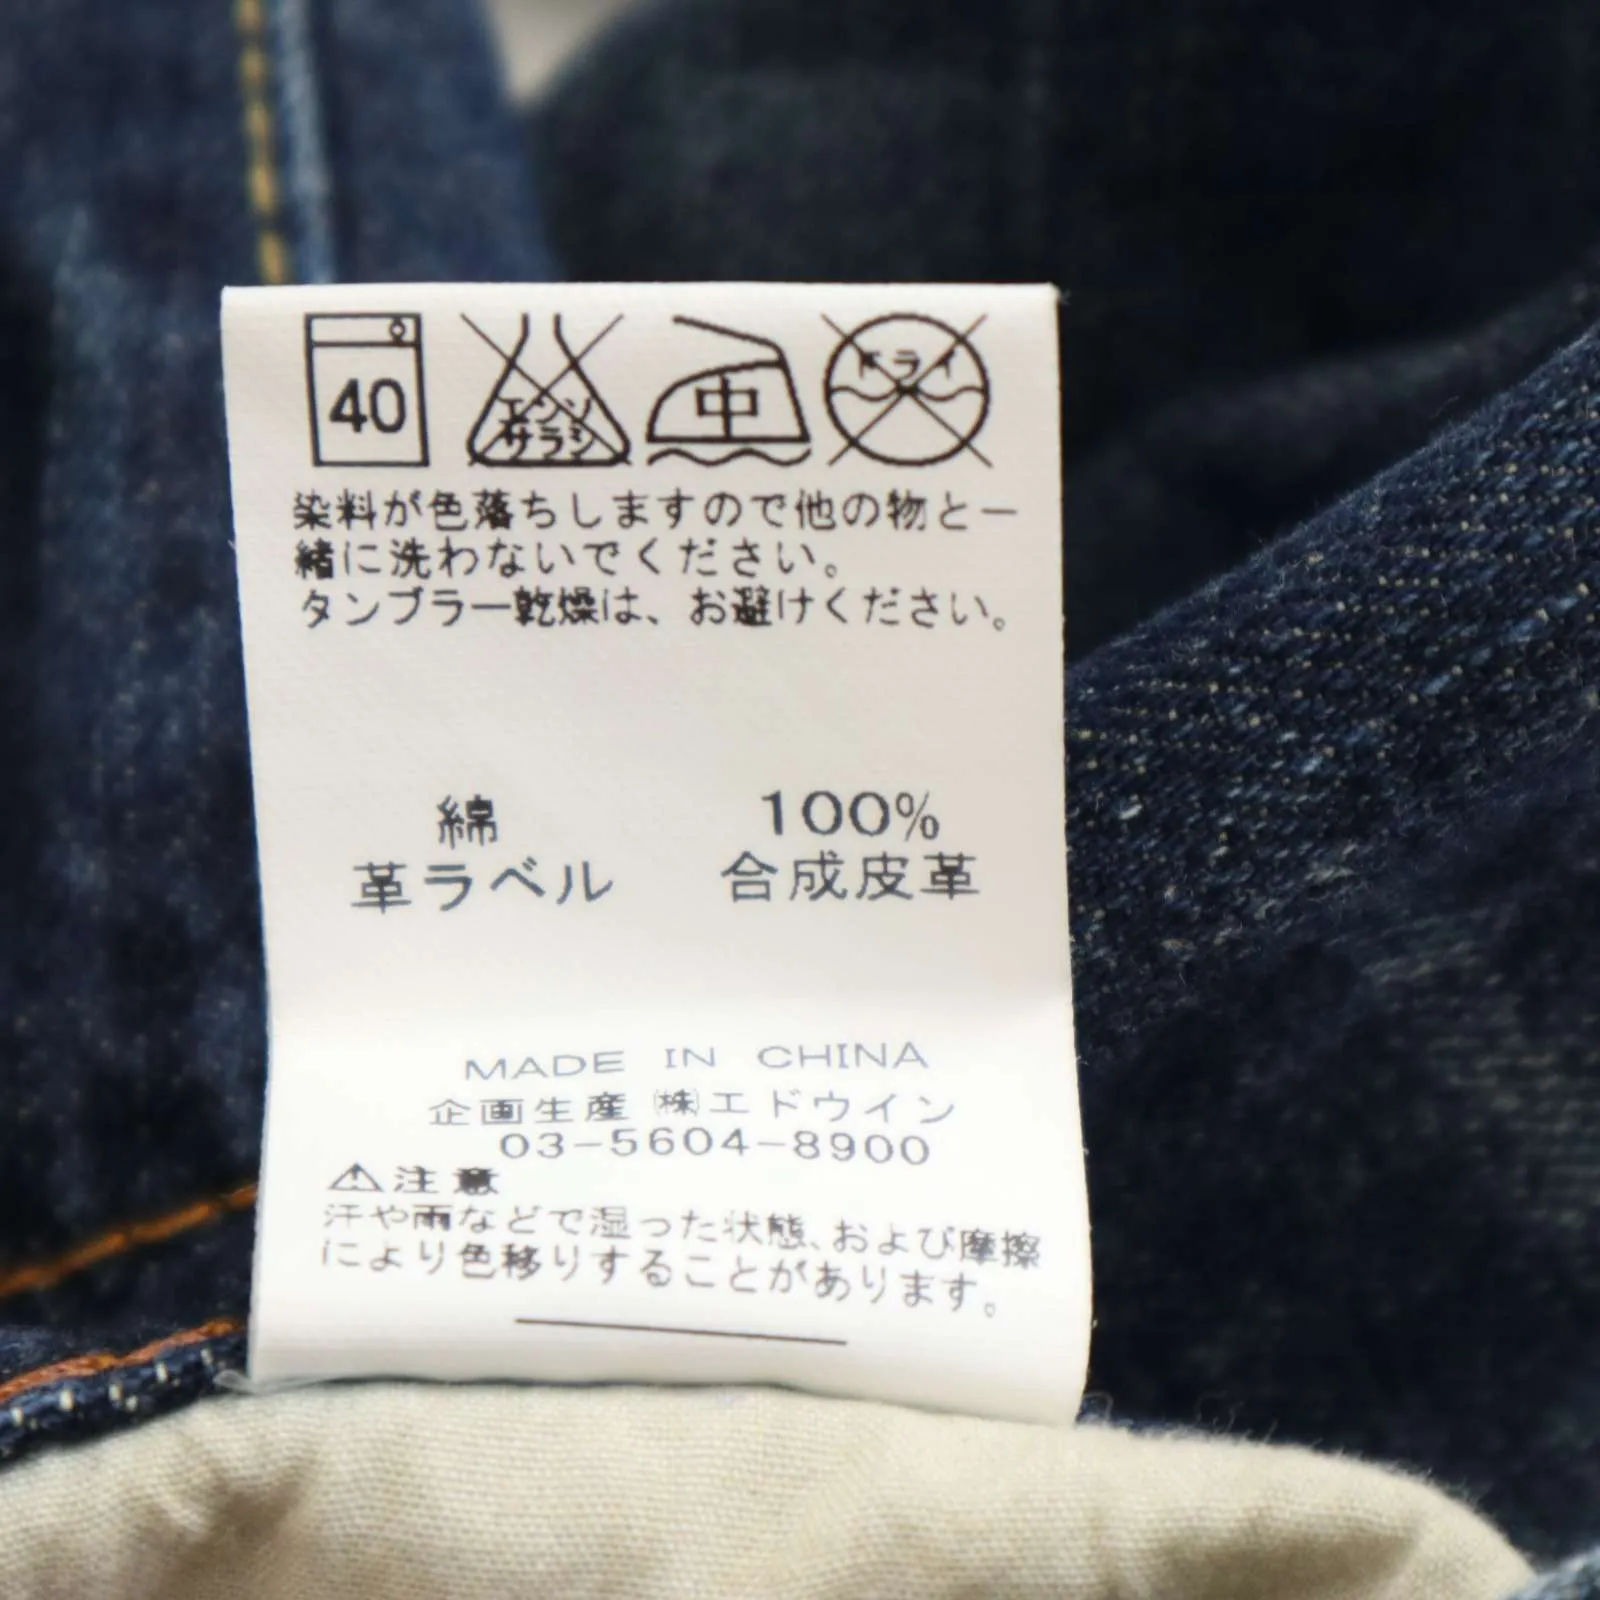 40
エンソ
サラシ
中
ドライ
染料が色落ちしますので他の物と一
緒に洗わないでください。
タンブラー乾燥は、お避けください。
綿 100%
革ラベル 合成皮革
MADE IN CHINA
企画生産 ㈱エドウイン
03-5604-8900
⚠注意
汗や雨などで湿った状態、および摩擦
により色移りすることがあります。